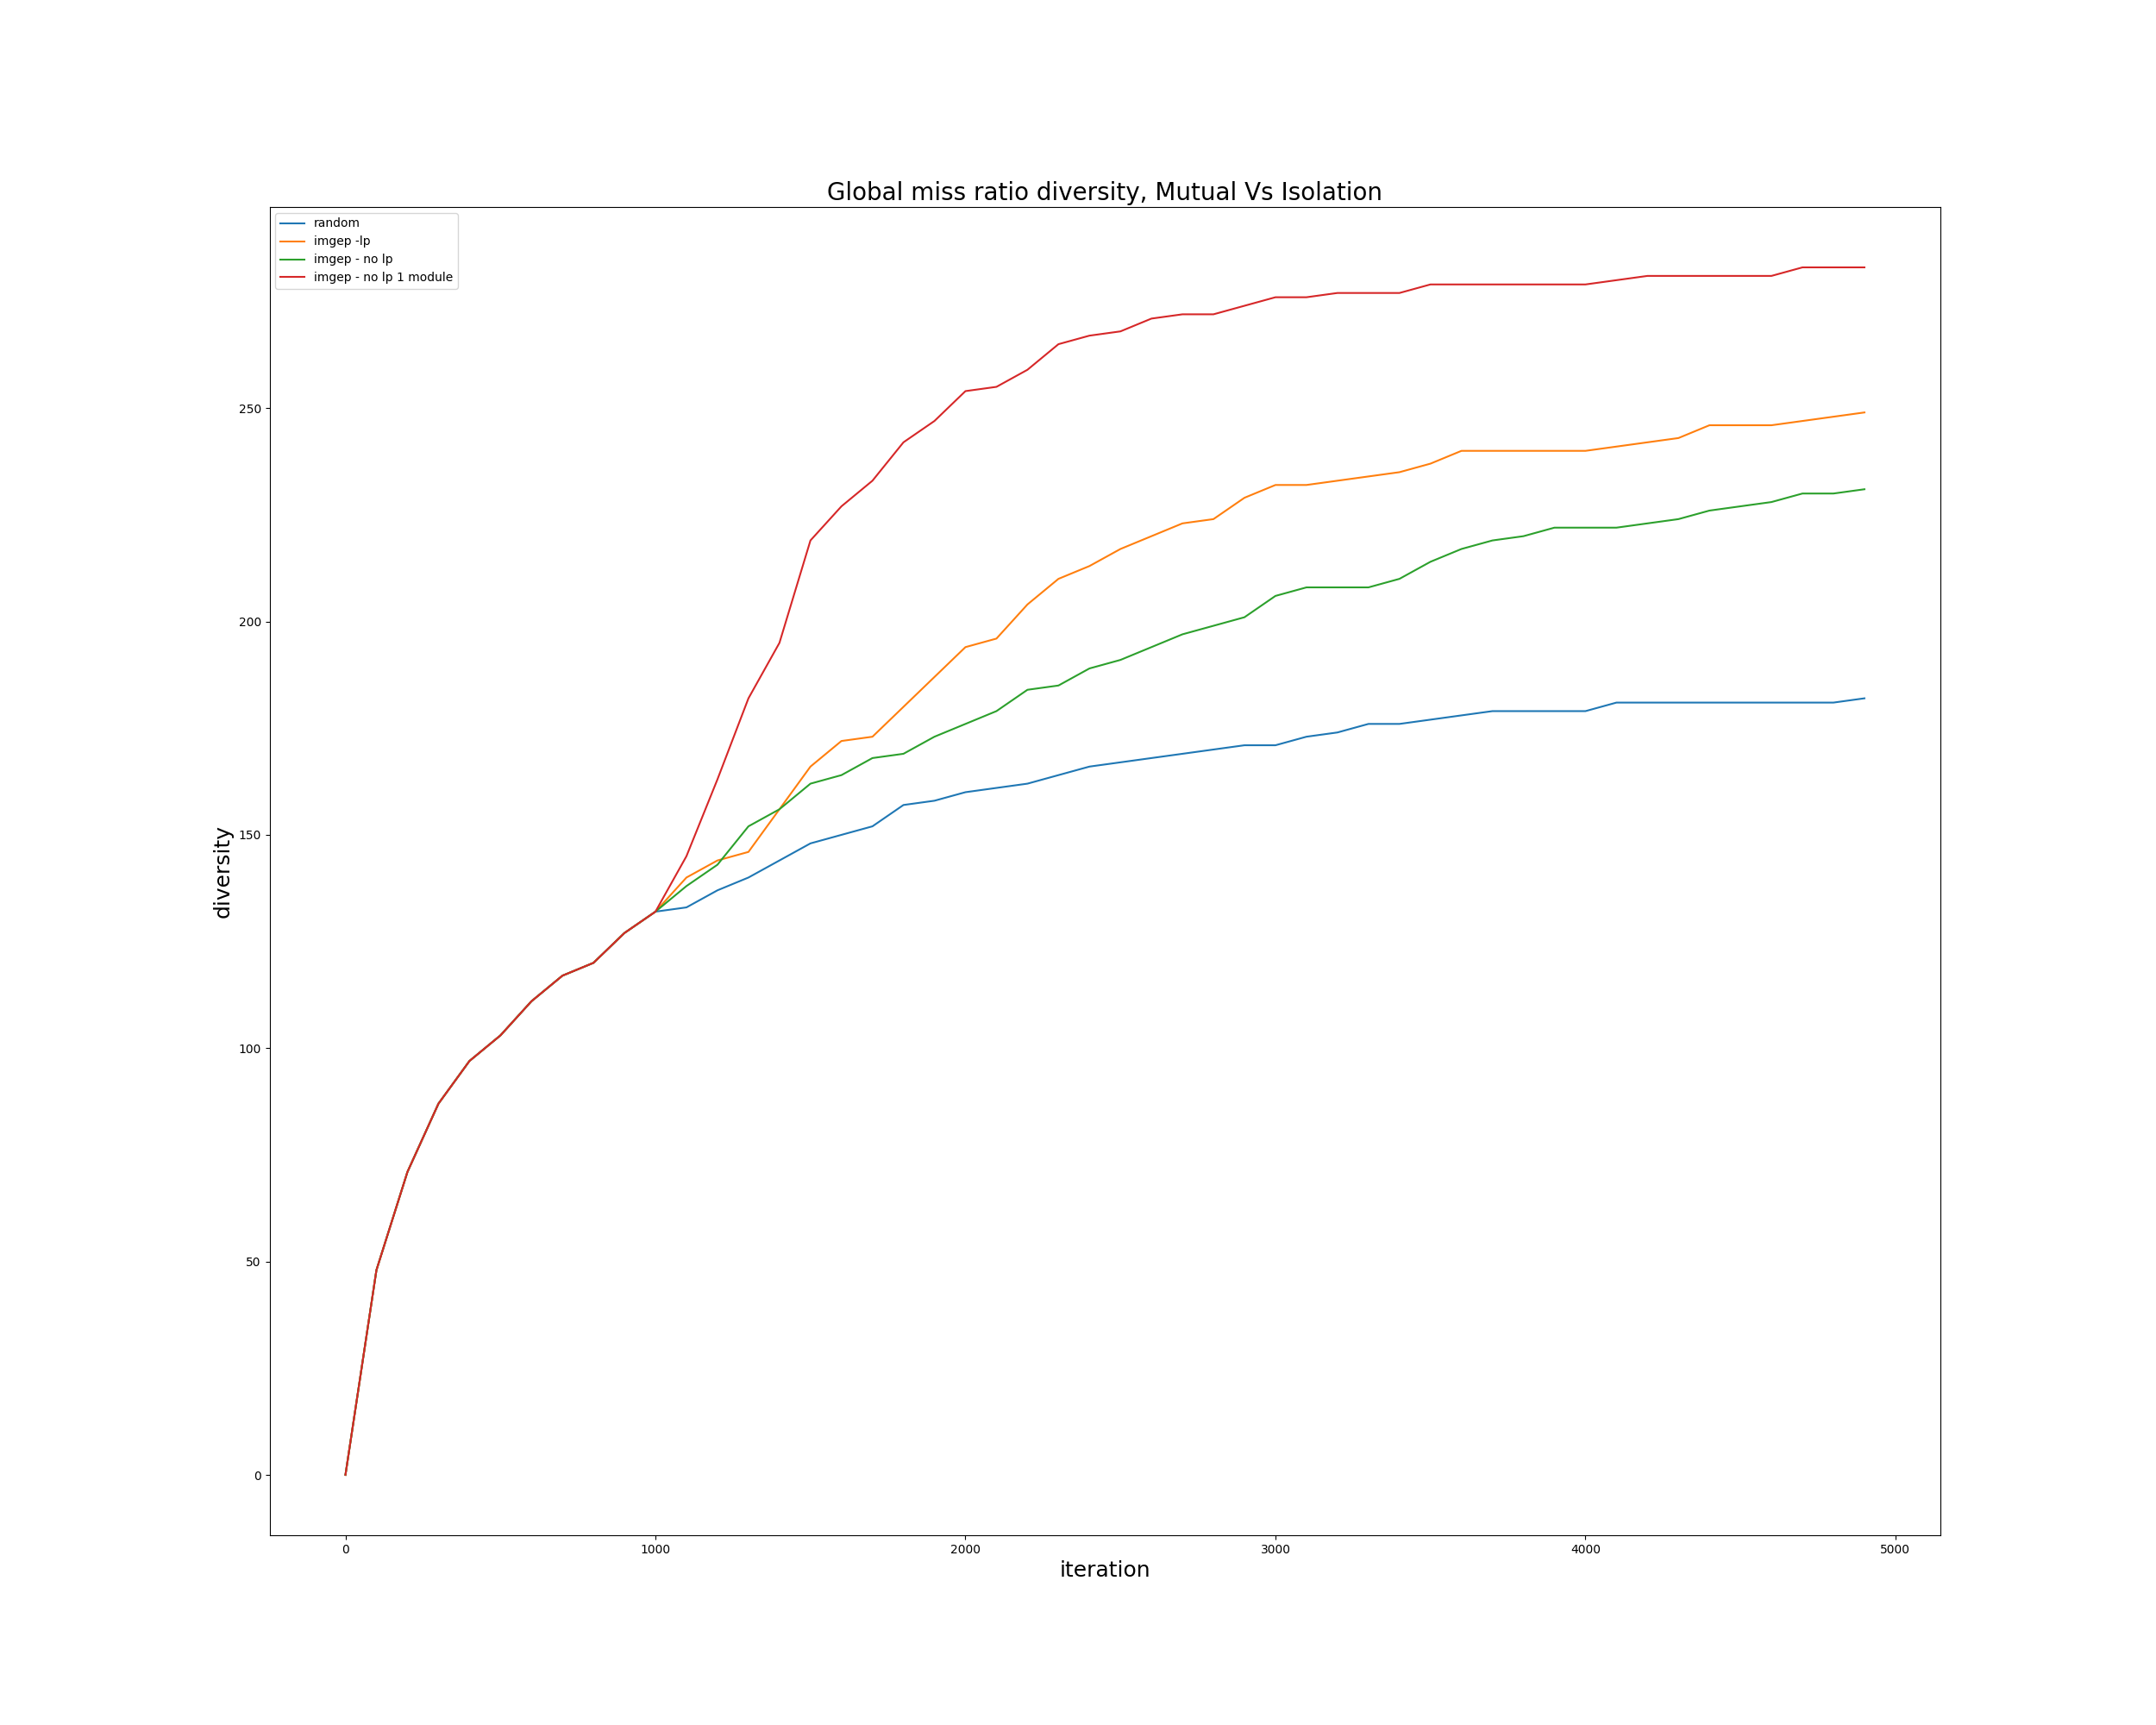 Global miss ratio diversity, Mutual Vs Isolation
random
imgep -lp
imgep - no lp
imgep - no lp 1 module
diversity
250
200
150
100
50
0
0 1000 2000 3000 4000 5000
iteration